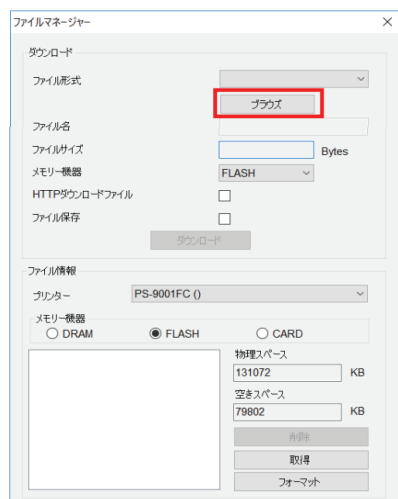 ファイルマネージャー
ダウンロード
ファイル形式
ブラウズ
ファイル名
ファイルサイズ Bytes
メモリー機器 FLASH
HTTPダウンロードファイル
ファイル保存
ダウンロード
ファイル情報
プリンター PS-9001FC ()
メモリー機器
DRAM FLASH CARD
物理スペース
131072 KB
空きスペース
79802 KB
削除
取得
フォーマット